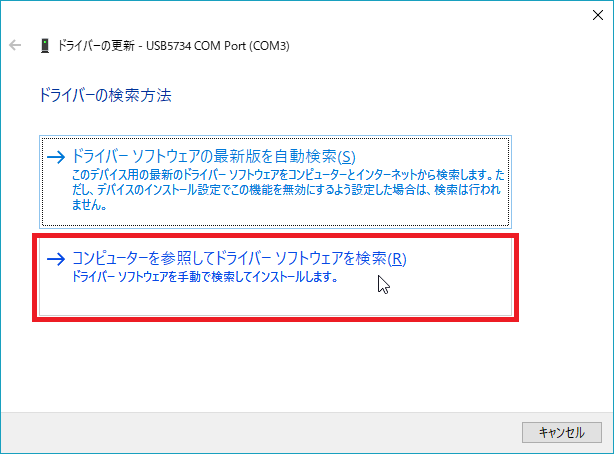 ドライバーの更新 - USB5734 COM Port (COM3)
ドライバーの検索方法
ドライバー ソフトウェアの最新版を自動検索(S)
このデバイス用の最新のドライバー ソフトウェアをコンピューターとインターネットから検索します。た
だし、デバイスのインストール設定でこの機能を無効にするよう設定した場合は、検索は行われ
ません。
コンピューターを参照してドライバー ソフトウェアを検索(R)
ドライバー ソフトウェアを手動で検索してインストールします。
キャンセル